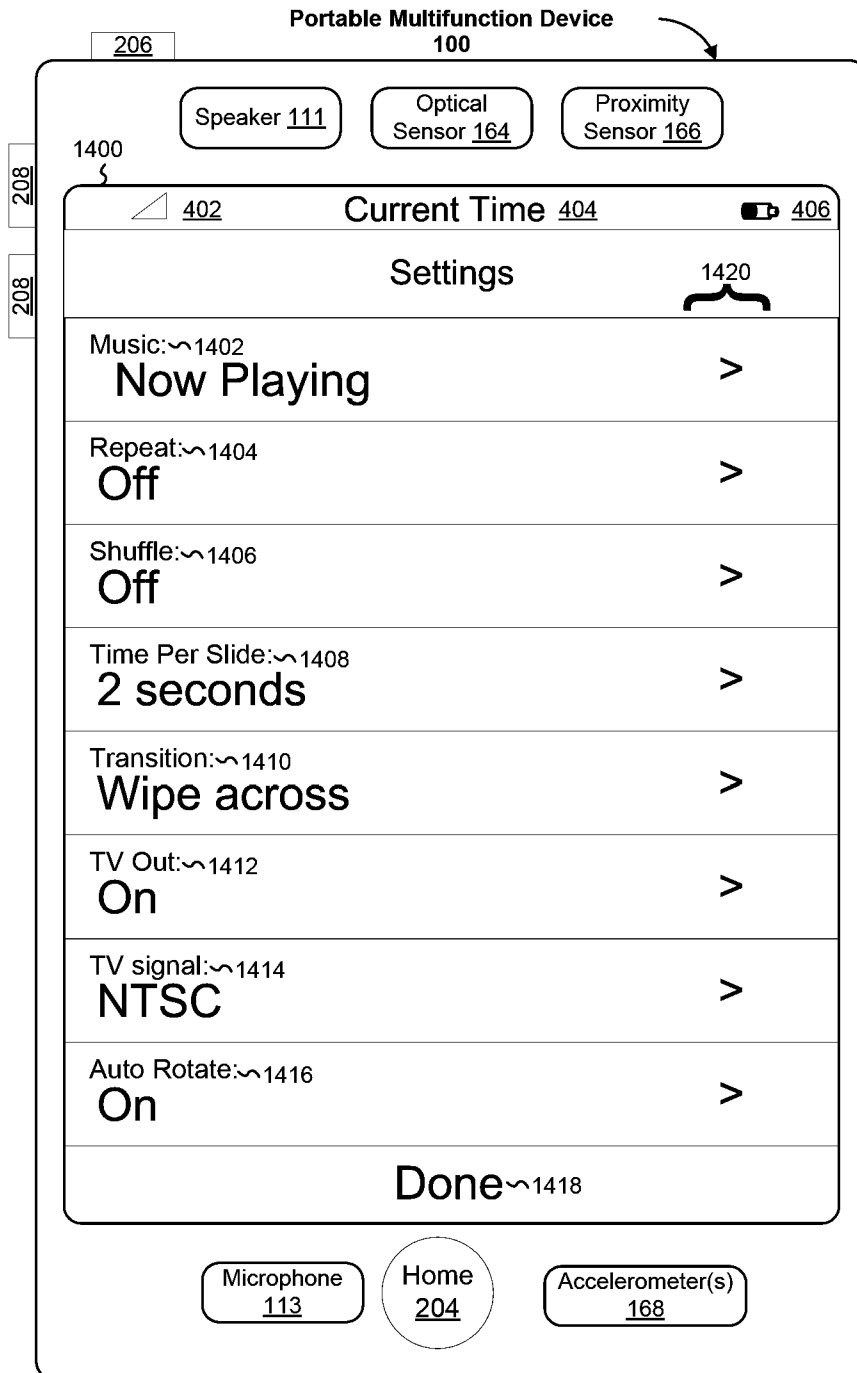 Portable Multifunction Device
100
206
Speaker 111
Optical
Sensor 164
Proximity
Sensor 166
208
208
1400
402
Current Time 404
406
Settings
1420
Music: 1402
Now Playing
>
Repeat: 1404
Off
>
Shuffle: 1406
Off
>
Time Per Slide: 1408
2 seconds
>
Transition: 1410
Wipe across
>
TV Out: 1412
On
>
TV signal: 1414
NTSC
>
Auto Rotate: 1416
On
>
Done 1418
Microphone
113
Home
204
Accelerometer(s)
168